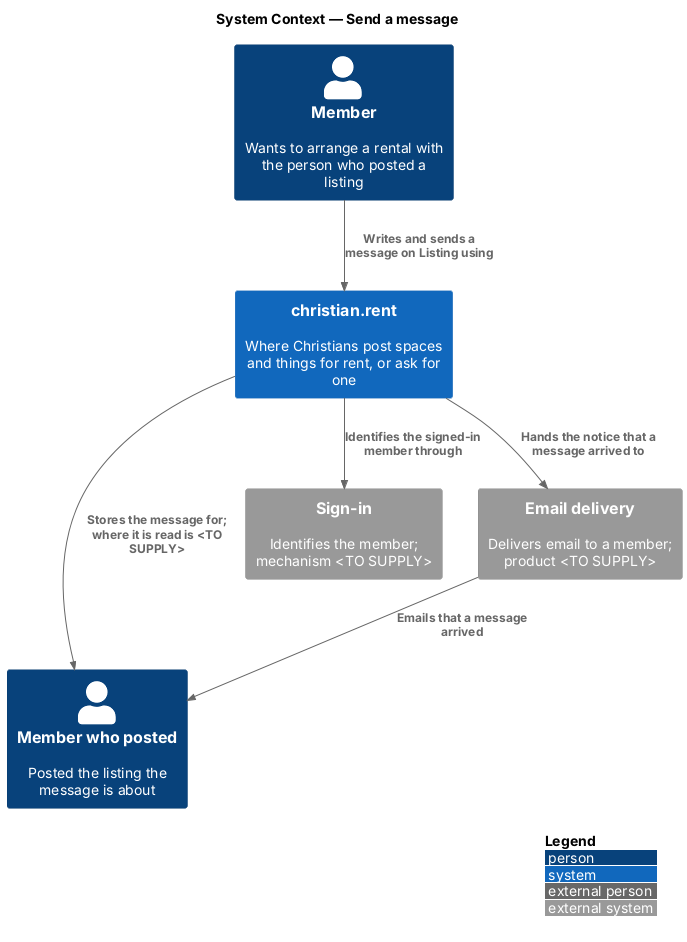 System Context — Send a message
Member
Wants to arrange a rental with
the person who posted a
listing
Writes and sends a
message on Listing using
christian.rent
Where Christians post spaces
and things for rent, or ask for
one
Identifies the signed-in
member through
Hands the notice that a
message arrived to
Stores the message for;
where it is read is <TO
SUPPLY>
Sign-in
Identifies the member;
mechanism <TO SUPPLY>
Email delivery
Delivers email to a member;
product <TO SUPPLY>
Emails that a message
arrived
Member who posted
Posted the listing the
message is about
Legend
person
system
external person
external system